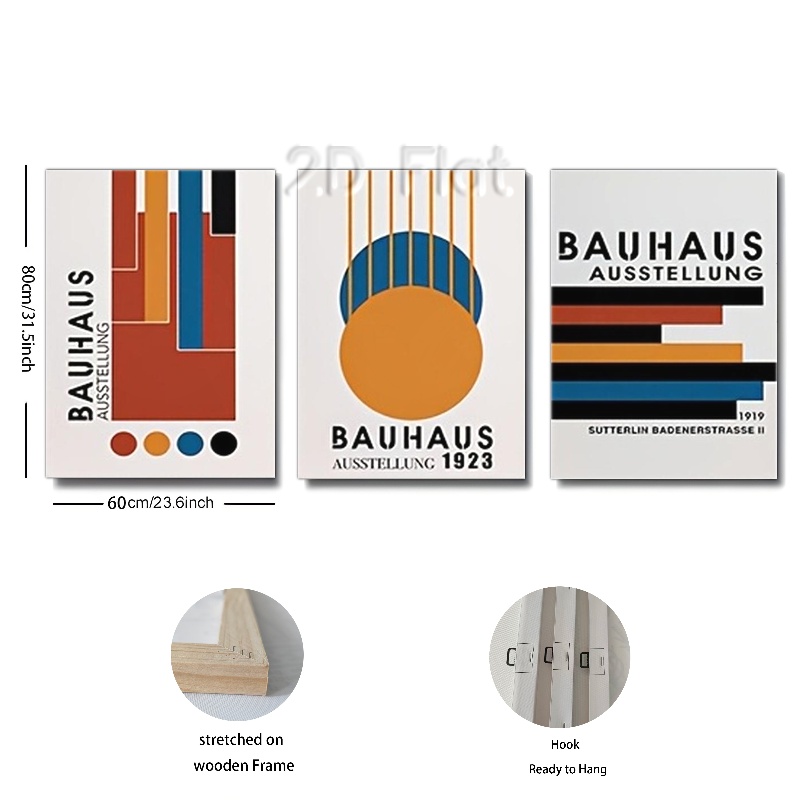 2D Flat
80cm/31.5inch
BAUHAUS
AUSSTELLUNG
BAUHAUS
AUSSTELLUNG 1923
BAUHAUS
AUSSTELLUNG
1919
SUTTERLIN BADENERSTRASSE II
60cm/23.6inch
stretched on
wooden Frame
Hook
Ready to Hang